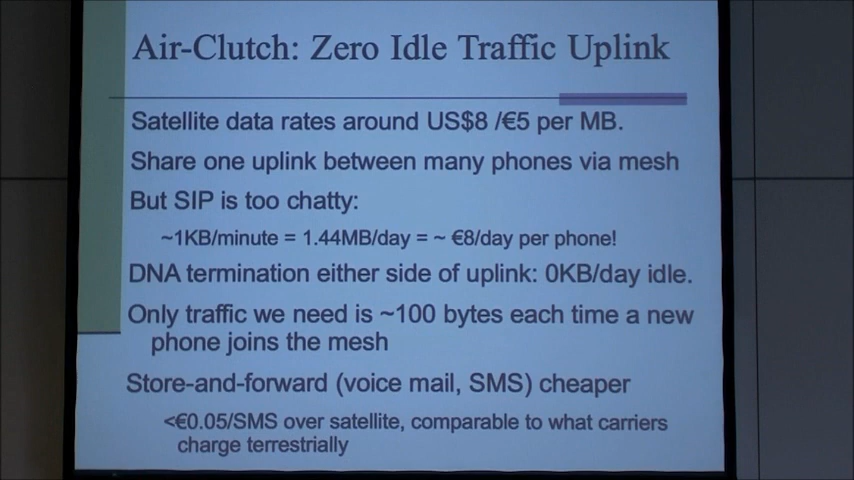 Air-Clutch: Zero Idle Traffic Uplink
Satellite data rates around US$8 /€5 per MB.
Share one uplink between many phones via mesh
But SIP is too chatty:
~1KB/minute = 1.44MB/day = ~ €8/day per phone!
DNA termination either side of uplink: 0KB/day idle.
Only traffic we need is ~100 bytes each time a new
phone joins the mesh
Store-and-forward (voice mail, SMS) cheaper
<€0.05/SMS over satellite, comparable to what carriers
charge terrestrially